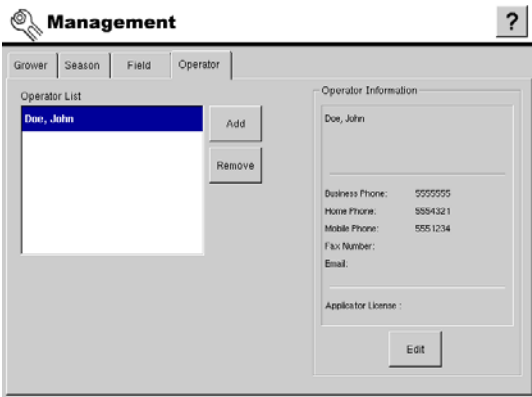 Management
?
Grower
Season
Field
Operator
Operator List
Doe, John
Add
Remove
Operator Information
Doe, John
Business Phone: 5555555
Home Phone: 5554321
Mobile Phone: 5551234
Fax Number:
Email:
Applicator License :
Edit